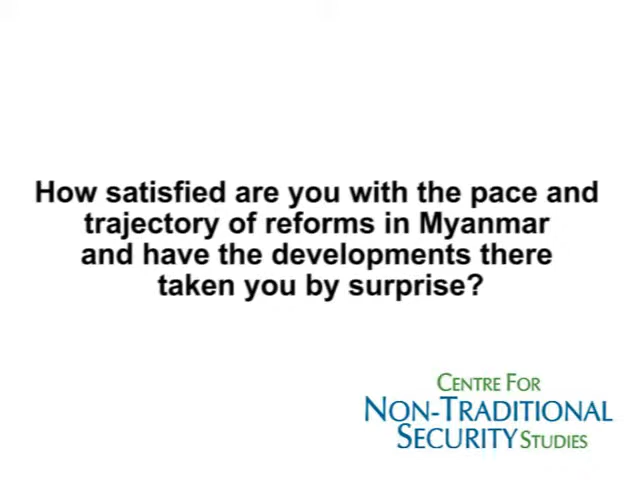 How satisfied are you with the pace and
trajectory of reforms in Myanmar
and have the developments there
taken you by surprise?
CENTRE FOR
NON-TRADITIONAL
SECURITY STUDIES